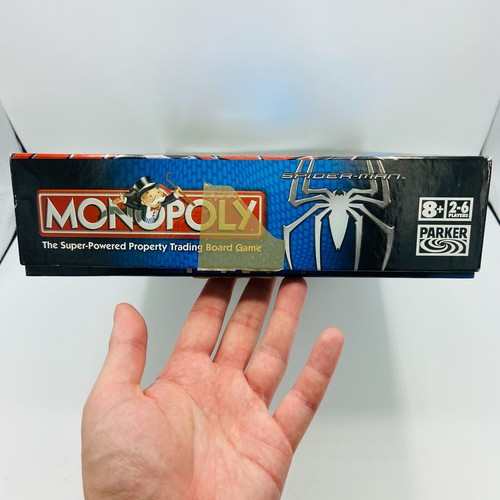 MONOPOLY
The Super-Powered Property Trading Board Game
SPIDER-MAN
8+
2-6
PLAYERS
PARKER